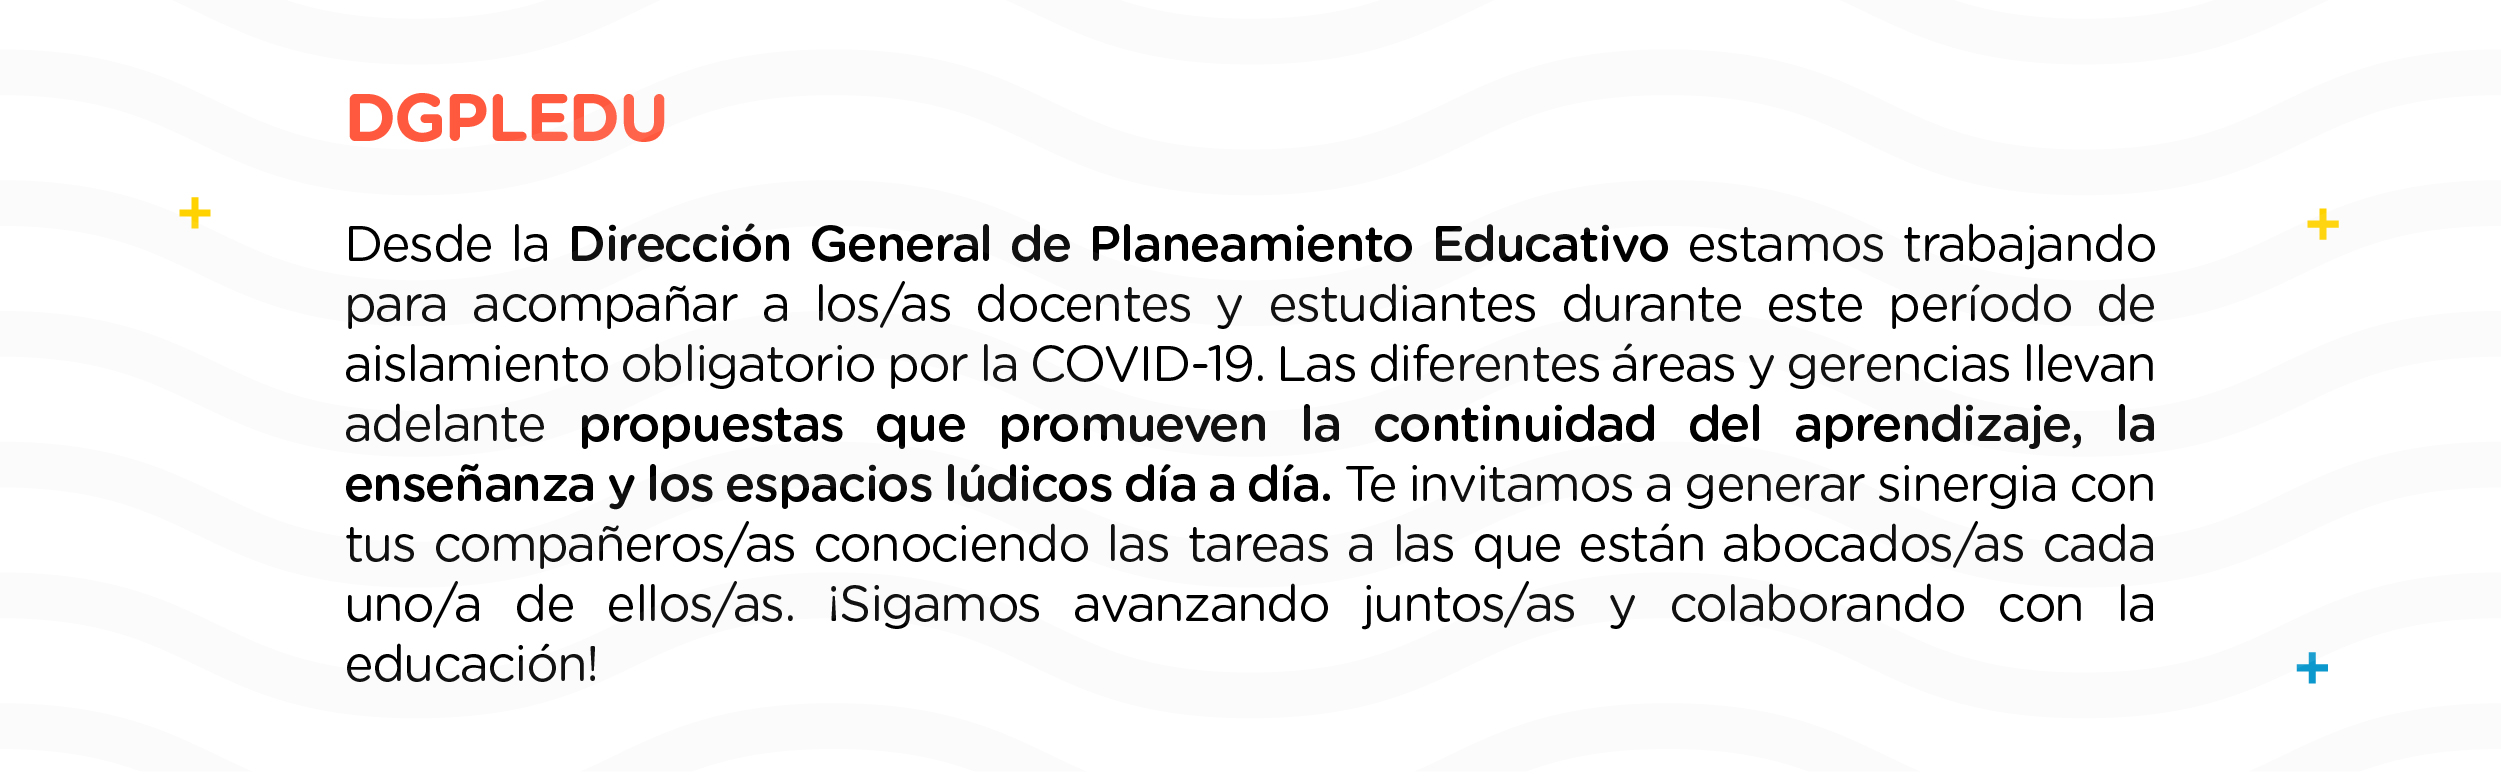 DGPLEDU
Desde la Dirección General de Planeamiento Educativo estamos trabajando
para acompañar a los/as docentes y estudiantes durante este período de
aislamiento obligatorio por la COVID-19. Las diferentes áreas y gerencias llevan
adelante propuestas que promueven la continuidad del aprendizaje, la
enseñanza y los espacios lúdicos día a día. Te invitamos a generar sinergia con
tus compañeros/as conociendo las tareas a las que están abocados/as cada
uno/a de ellos/as. ¡Sigamos avanzando juntos/as y colaborando con la
educación!